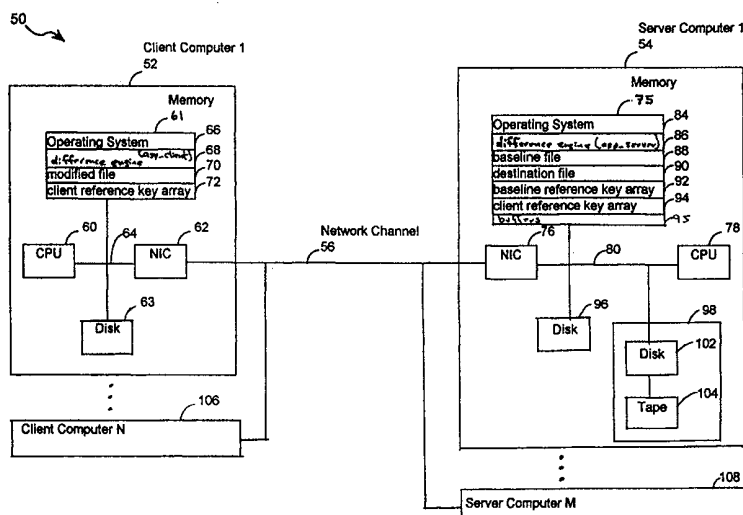 50
Client Computer 1
52
Memory
61
Operating System
66
difference engine (app_client)
68
modified file
70
client reference key array
72
60
CPU
64
62
NIC
63
Disk
106
Client Computer N
Network Channel
56
Server Computer 1
54
Memory
75
Operating System
84
difference engine (app_server)
86
baseline file
88
destination file
90
baseline reference key array
92
client reference key array
94
buffers
95
76
NIC
80
78
CPU
96
Disk
98
Disk
102
Tape
104
108
Server Computer M